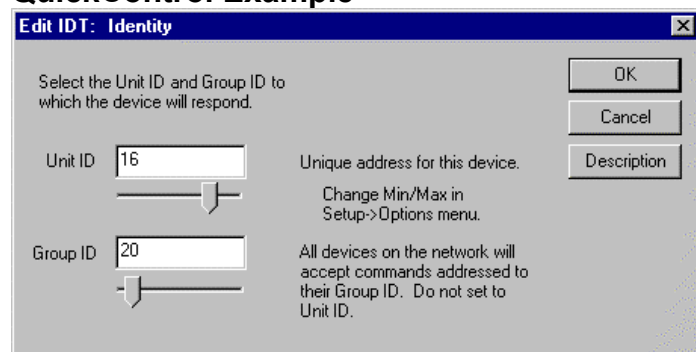 QuickControl Example
Edit IDT: Identity
Select the Unit ID and Group ID to
which the device will respond.
OK
Cancel
Description
Unit ID
16
Unique address for this device.
Change Min/Max in
Setup->Options menu.
Group ID
20
All devices on the network will
accept commands addressed to
their Group ID. Do not set to
Unit ID.